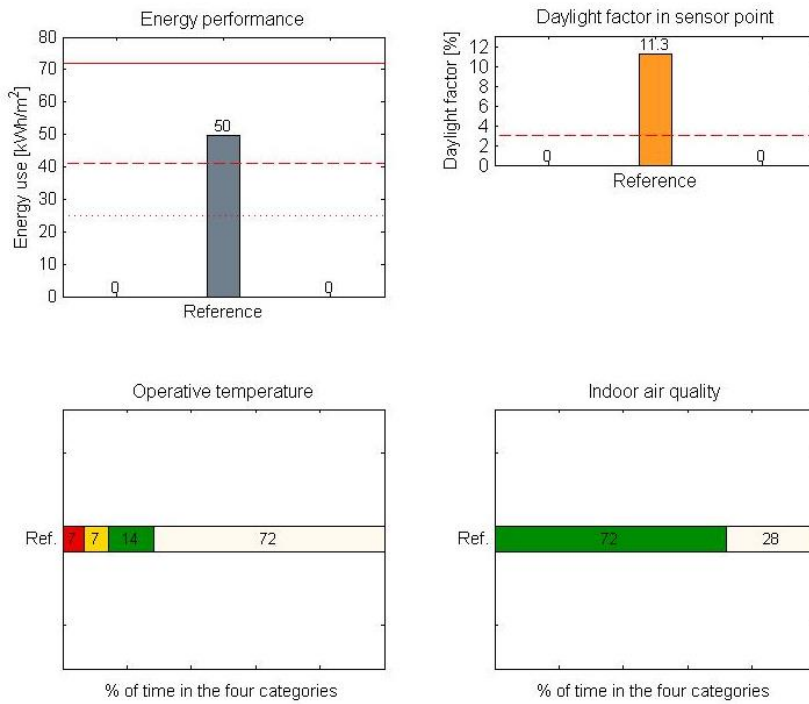 Energy performance
Energy use [kWh/m²]
80
70
60
50
40
30
20
10
0
0
50
0
Reference
Daylight factor in sensor point
Daylight factor [%]
12
10
8
6
4
2
0
0
11.3
0
Reference
Operative temperature
Ref.
7 7 14 72
% of time in the four categories
Indoor air quality
Ref.
72 28
% of time in the four categories